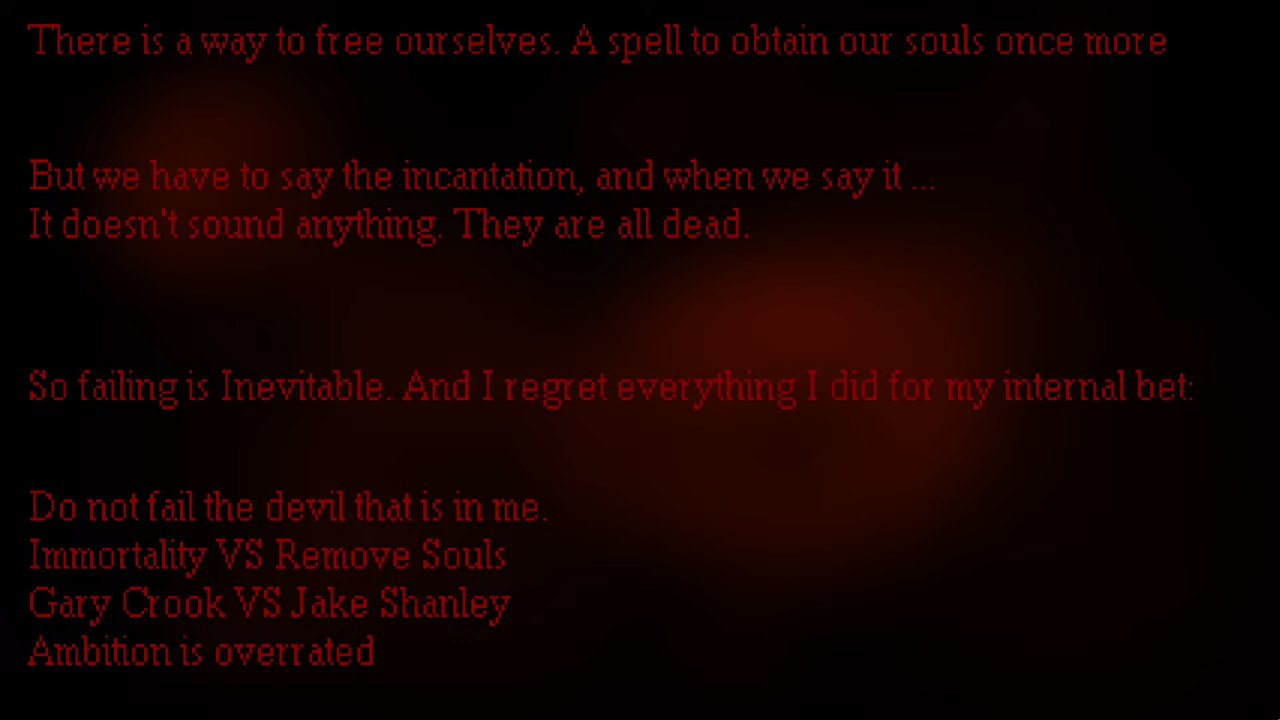 There is a way to free ourselves. A spell to obtain our souls once more
But we have to say the incantation, and when we say it ...
It doesn't sound anything. They are all dead.
So failing is Inevitable. And I regret everything I did for my internal bet:
Do not fail the devil that is in me.
Immortality VS Remove Souls
Gary Crook VS Jake Shanley
Ambition is overrated